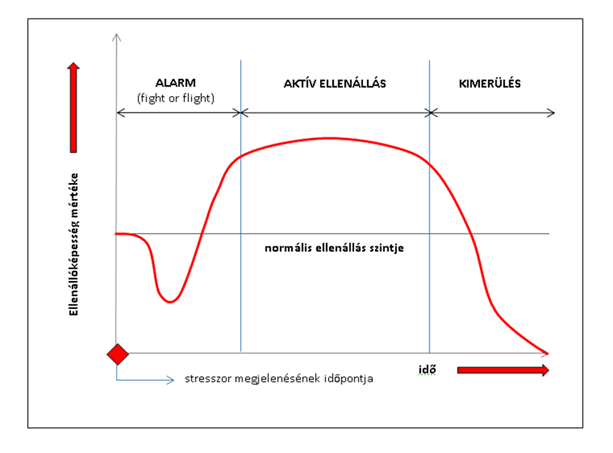 ALARM
(fight or flight)
AKTÍV ELLENÁLLÁS
KIMERÜLÉS
Ellenállóképesség mértéke
normális ellenállás szintje
idő
stresszor megjelenésének időpontja